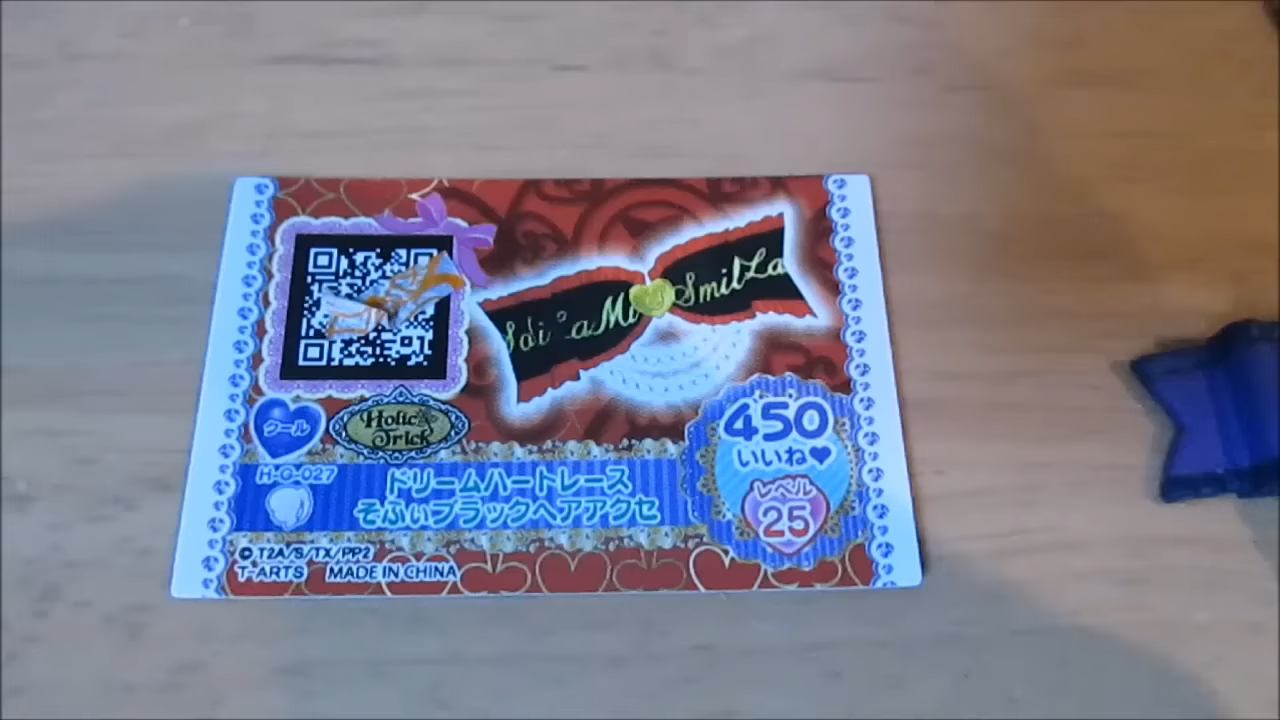 SmilLa
クール
Holic
Trick
450
いいね♥
H-G-027
ドリームハートレース
そふぃブラックヘアアクセ
レベル
25
© T2A/S/TX/PP2
T-ARTS MADE IN CHINA